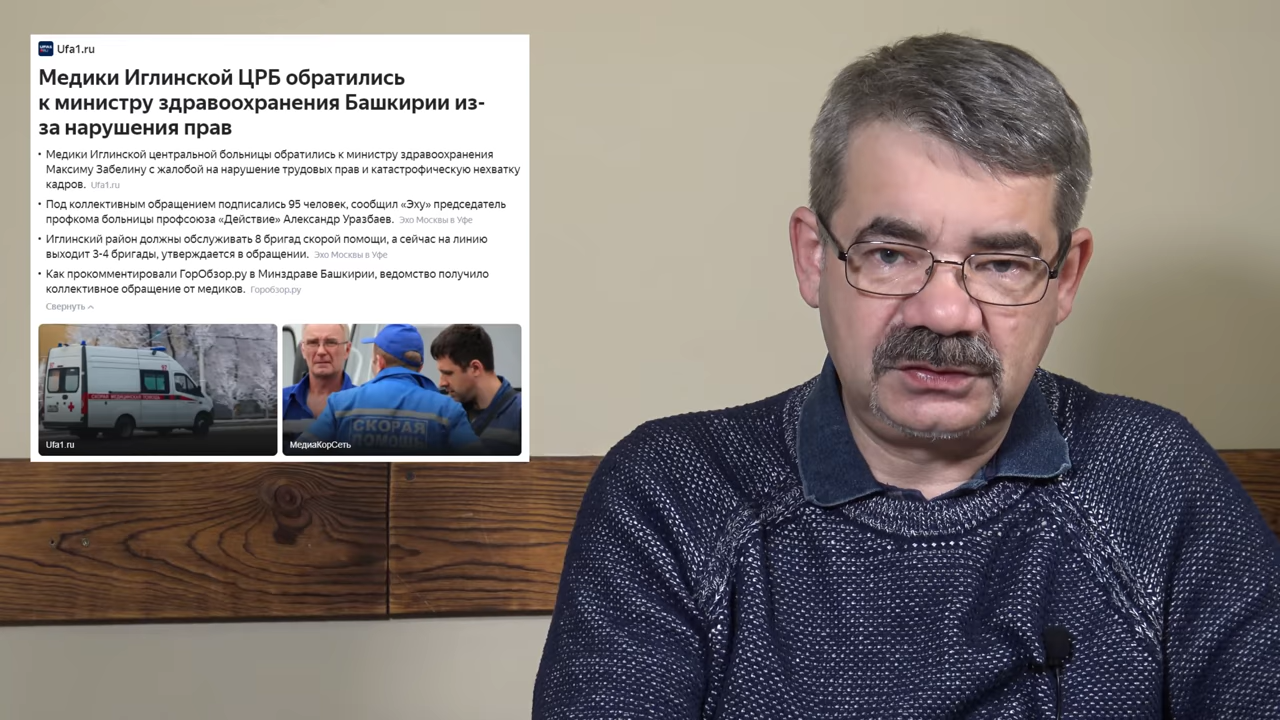 Ufa1.ru
Медики Иглинской ЦРБ обратились
к министру здравоохранения Башкирии из-
за нарушения прав
• Медики Иглинской центральной больницы обратились к министру здравоохранения
Максиму Забелину с жалобой на нарушение трудовых прав и катастрофическую нехватку
кадров. Ufa1.ru
• Под коллективным обращением подписались 95 человек, сообщил «Эху» председатель
профкома больницы профсоюза «Действие» Александр Уразбаев. Эхо Москвы в Уфе
• Иглинский район должны обслуживать 8 бригад скорой помощи, а сейчас на линию
выходит 3-4 бригады, утверждается в обращении. Эхо Москвы в Уфе
• Как прокомментировали ГорОбзор.ру в Минздраве Башкирии, ведомство получило
коллективное обращение от медиков. Горобзор.ру
Свернуть
СКОРАЯ МЕДИЦИНСКАЯ ПОМОЩЬ
Ufa1.ru
СКОРАЯ
ПОМОЩЬ
МедиаКорСеть